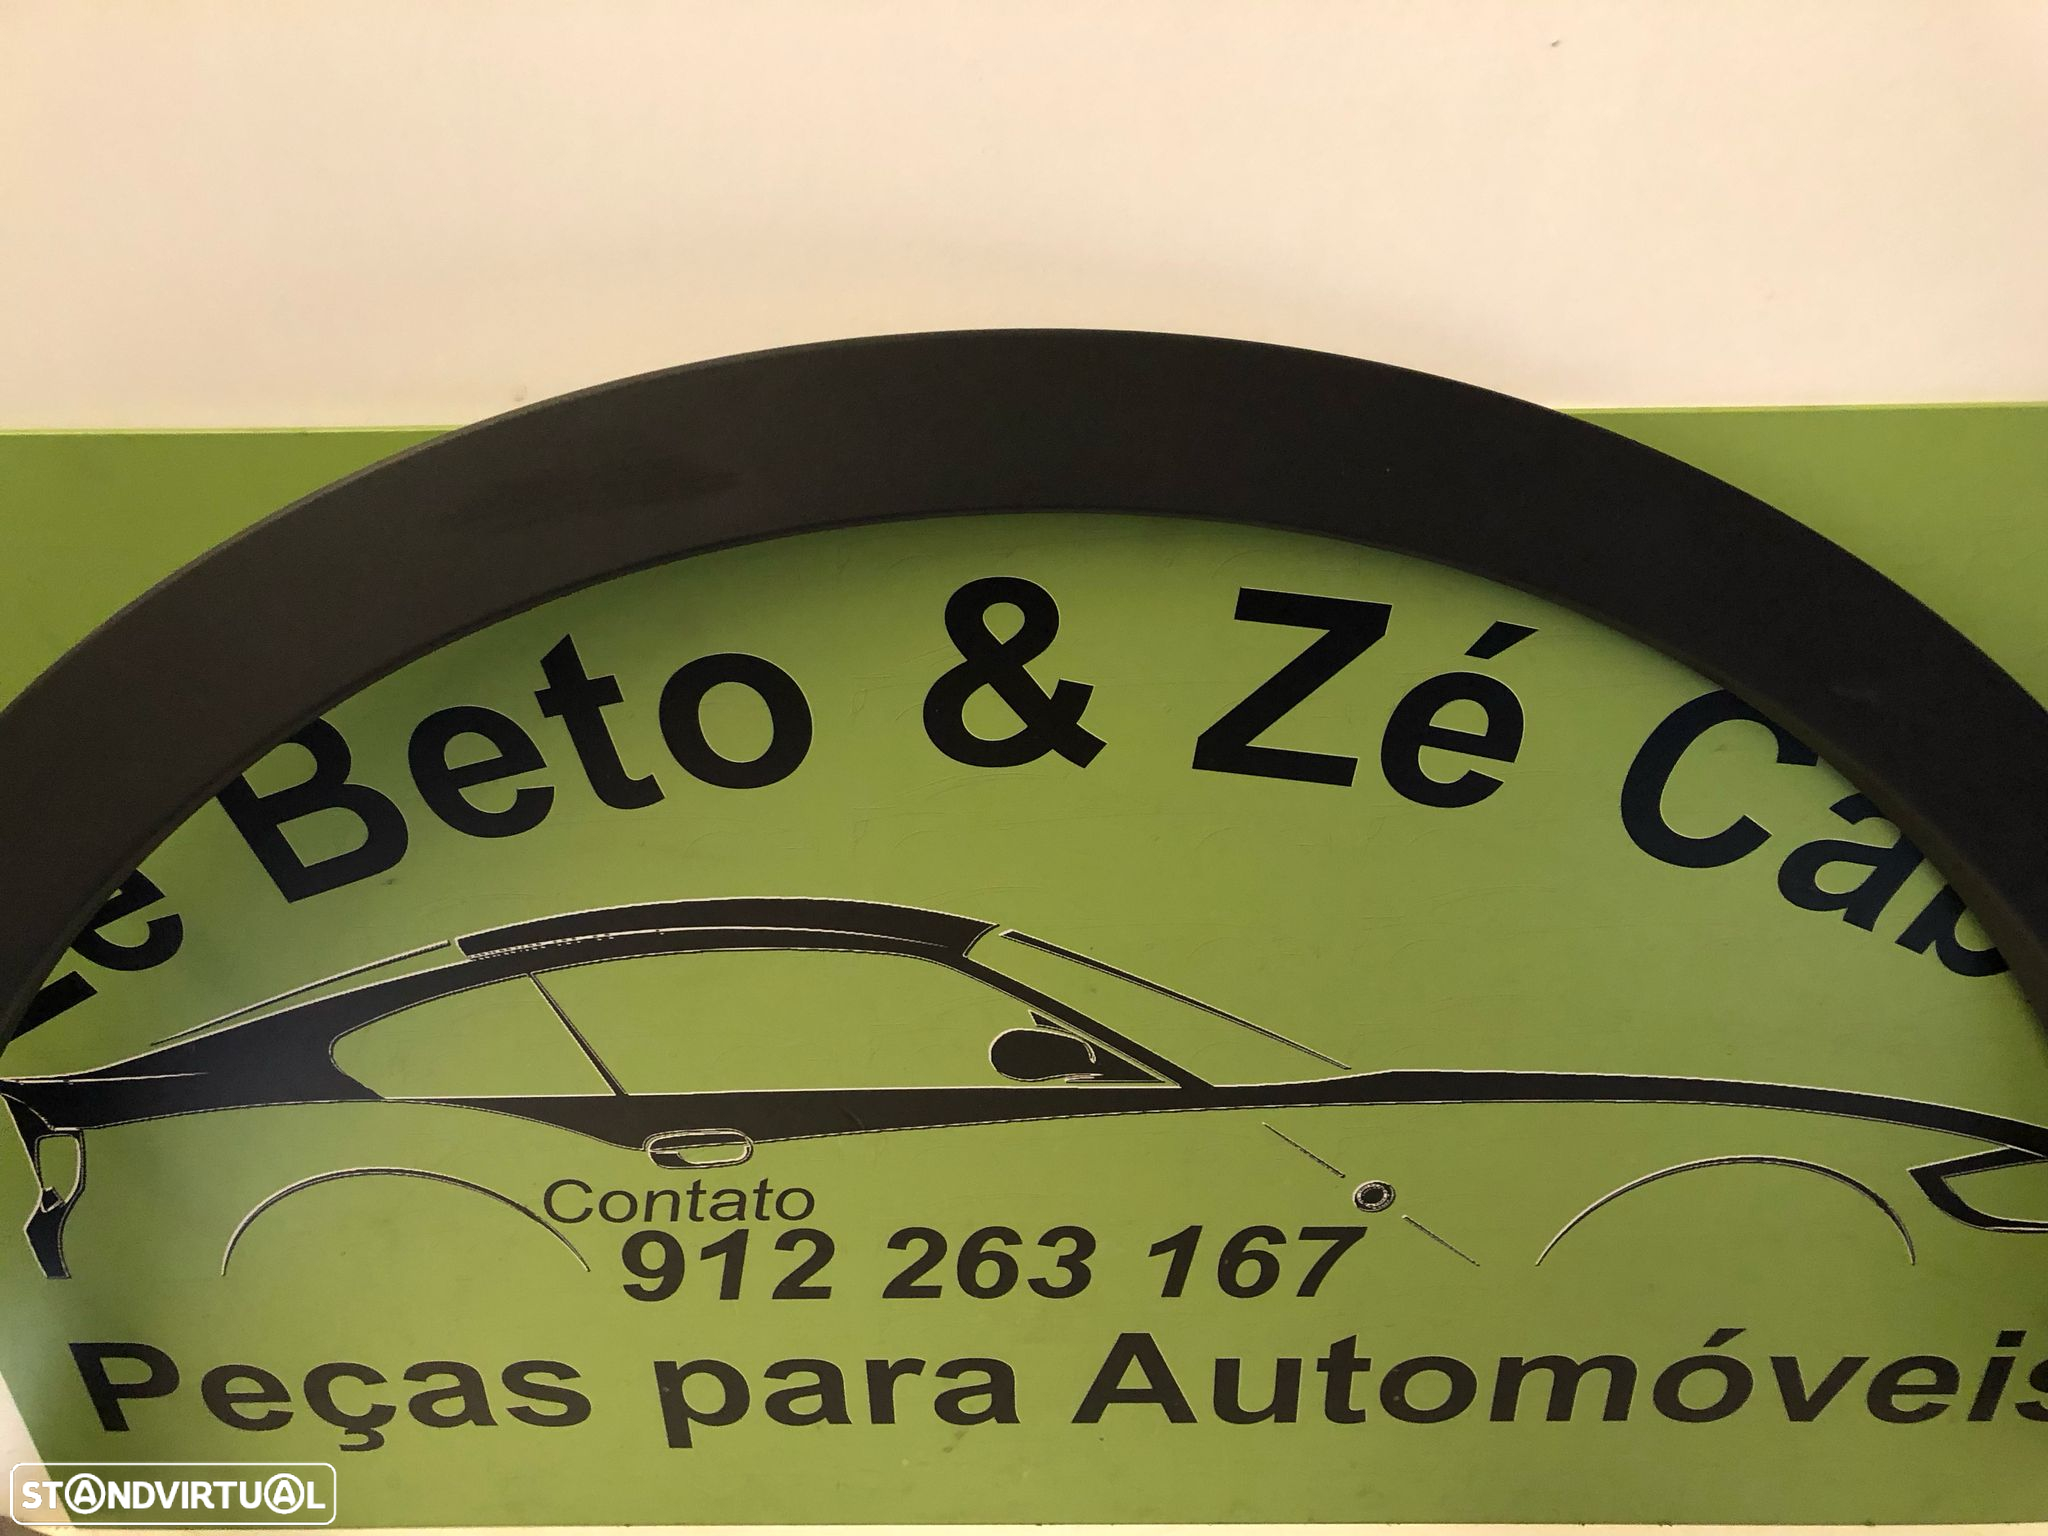 Beto & Zé
Contato
912 263 167
Peças para Automóveis
STANDVIRTUAL